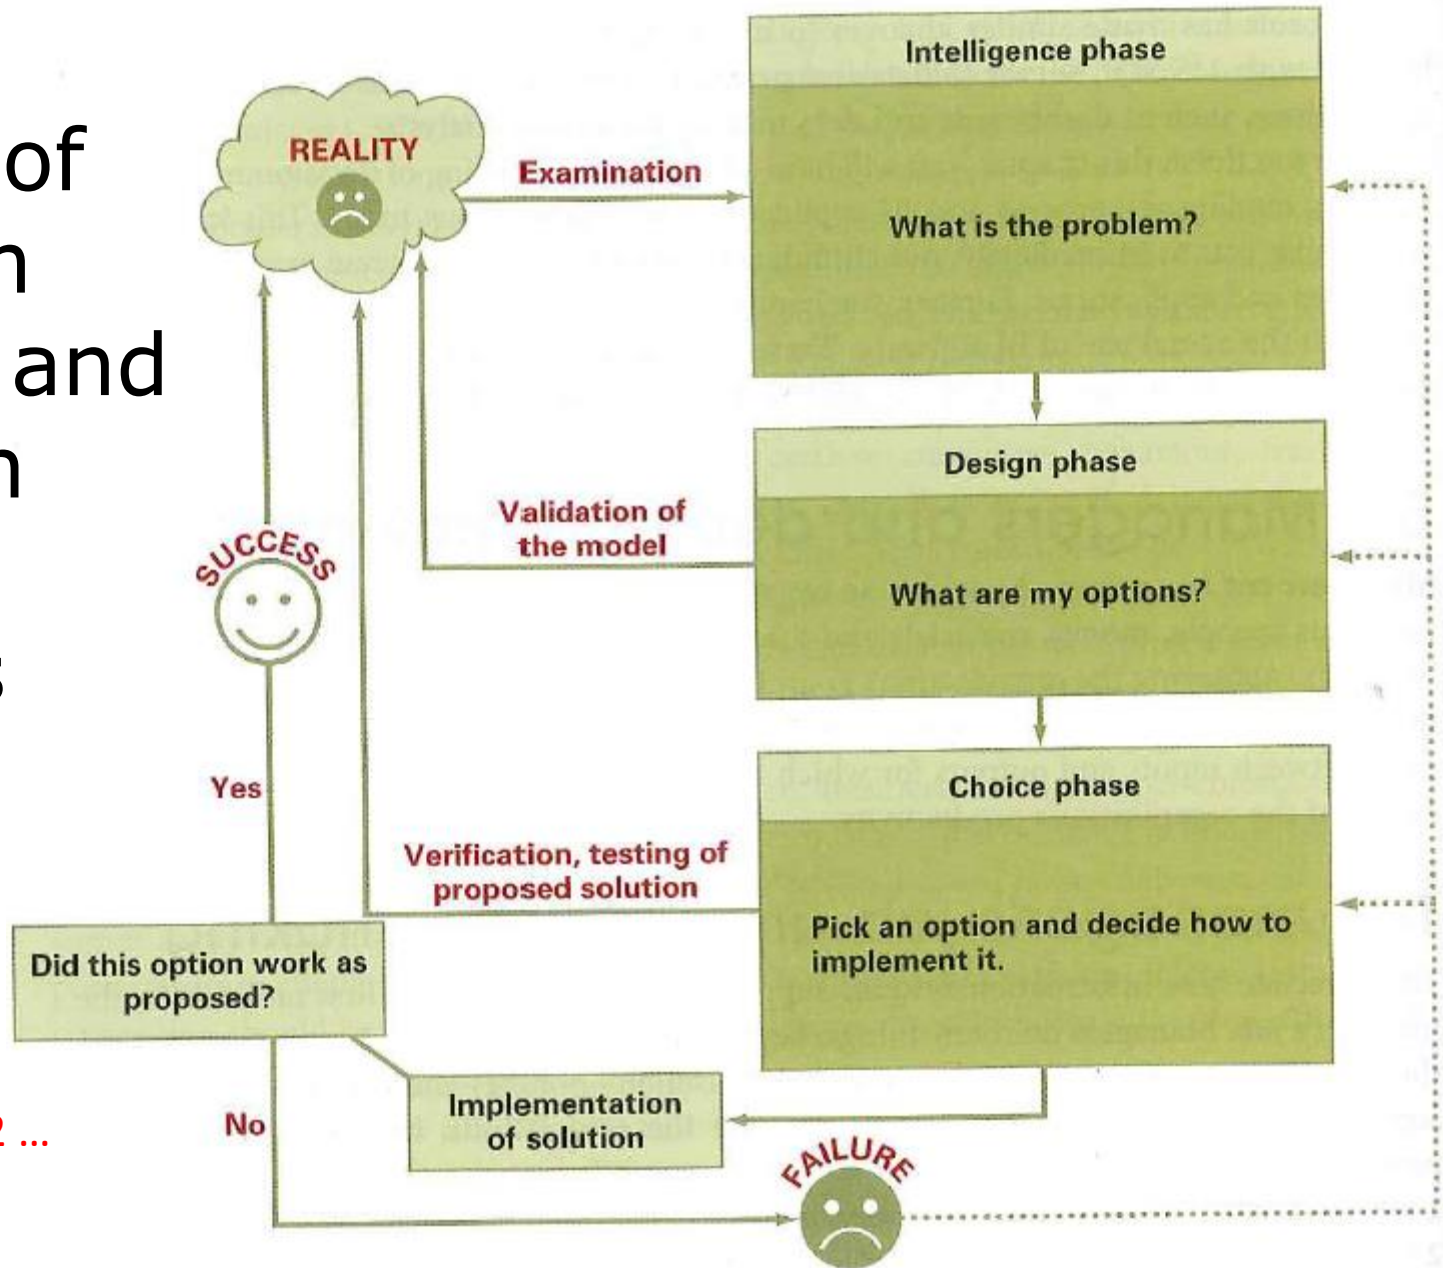 of
and
REALITY
Examination
Intelligence phase
What is the problem?
Design phase
What are my options?
Validation of
the model
SUCCESS
Yes
Choice phase
Pick an option and decide how to
implement it.
Verification, testing of
proposed solution
Did this option work as
proposed?
Implementation
of solution
No
FAILURE
...